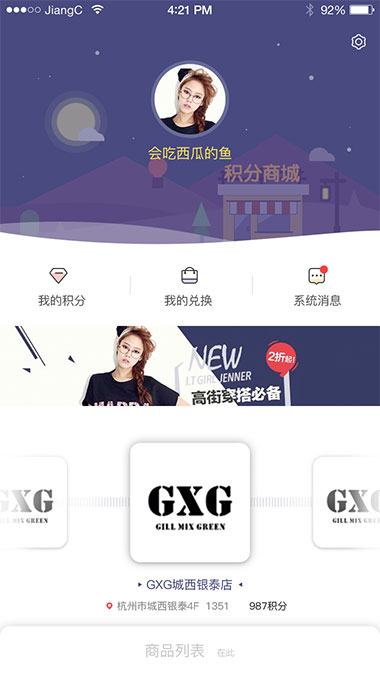 JiangC 4:21 PM 92%
会吃西瓜的鱼
积分商城
我的积分 我的兑换 系统消息
NEW
2折起!
I.T GIRL JENNER
高街穿搭必备
GXG GXG GXG
GILL MIX GREEN GILL MIX GREEN GILL MIX
GXG城西银泰店
杭州市城西银泰4F 1351 987积分
商品列表 在此